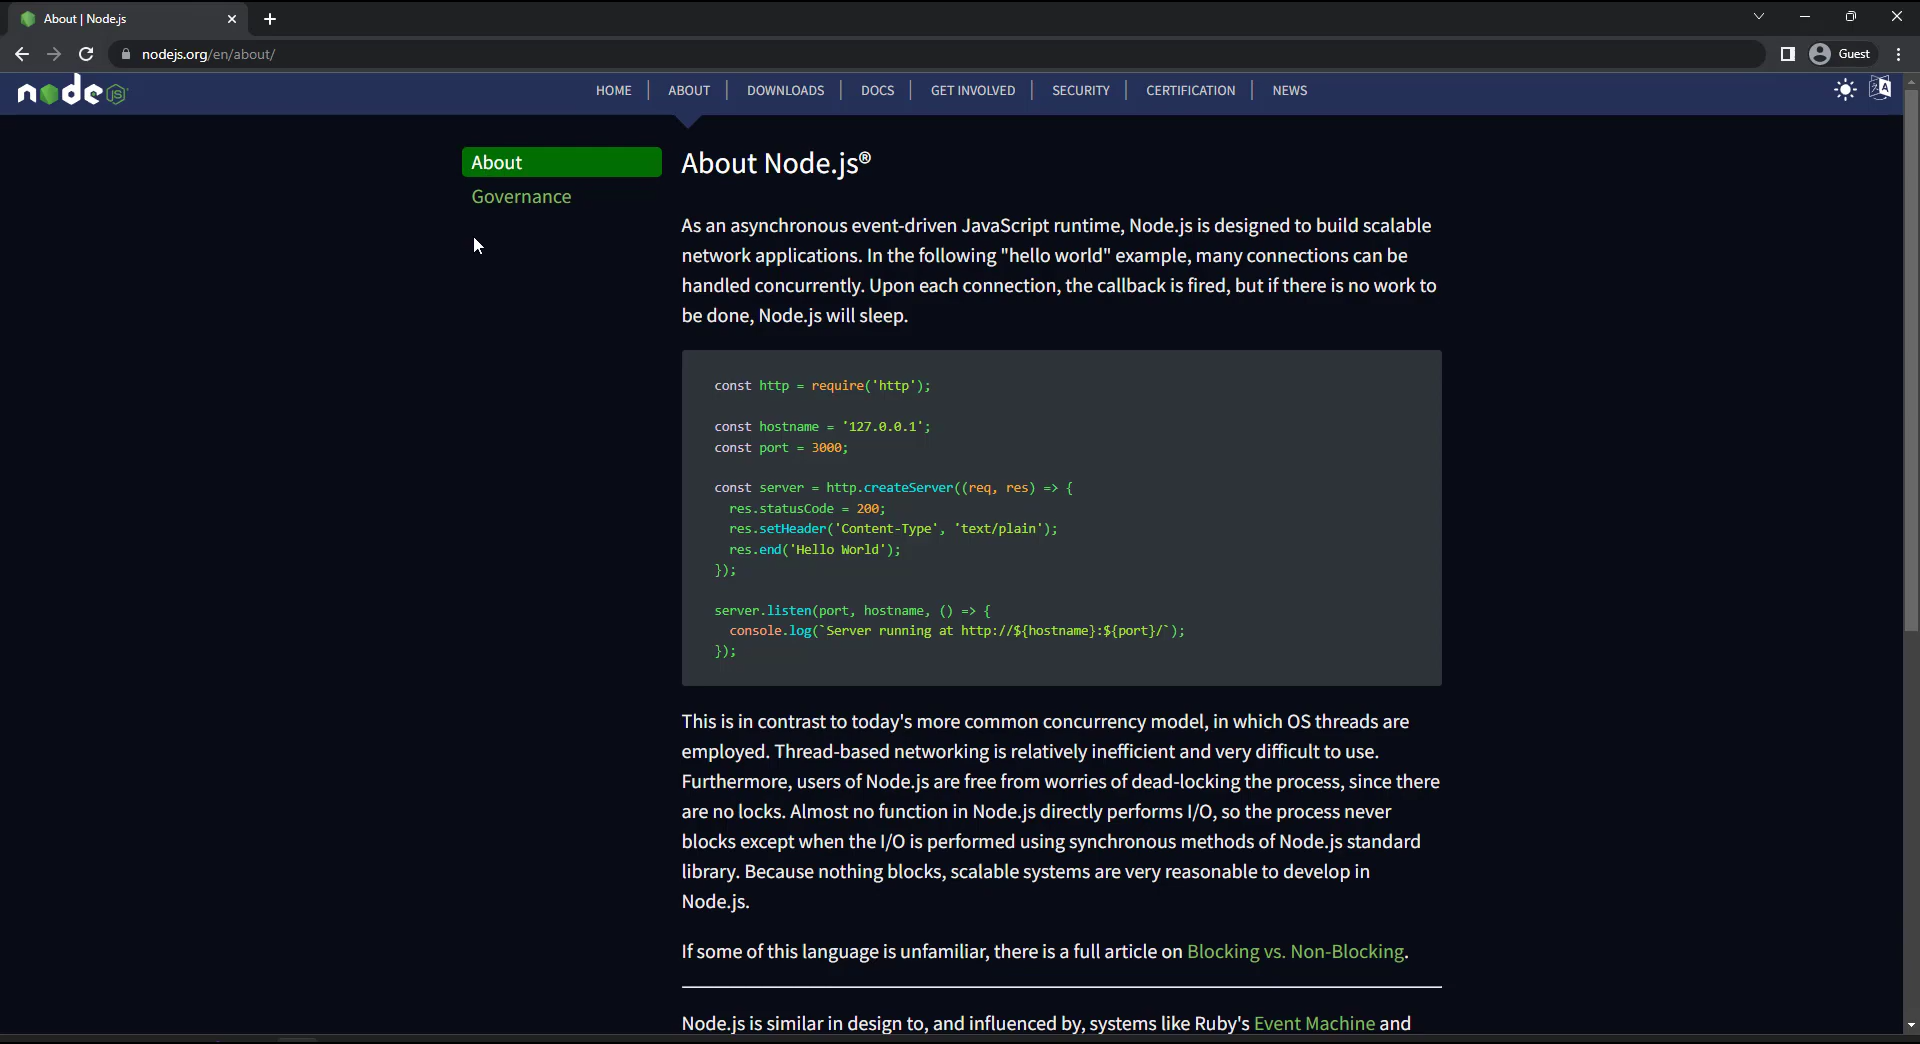 About | Node.js
nodejs.org/en/about/
Guest
node JS
HOME
ABOUT
DOWNLOADS
DOCS
GET INVOLVED
SECURITY
CERTIFICATION
NEWS
About
Governance
About Node.js®
As an asynchronous event-driven JavaScript runtime, Node.js is designed to build scalable
network applications. In the following "hello world" example, many connections can be
handled concurrently. Upon each connection, the callback is fired, but if there is no work to
be done, Node.js will sleep.
const http = require('http');
const hostname = '127.0.0.1';
const port = 3000;
const server = http.createServer((req, res) => {
res.statusCode = 200;
res.setHeader('Content-Type', 'text/plain');
res.end('Hello World');
});
server.listen(port, hostname, () => {
console.log(`Server running at http://${hostname}:${port}/`);
});
This is in contrast to today's more common concurrency model, in which OS threads are
employed. Thread-based networking is relatively inefficient and very difficult to use.
Furthermore, users of Node.js are free from worries of dead-locking the process, since there
are no locks. Almost no function in Node.js directly performs I/O, so the process never
blocks except when the I/O is performed using synchronous methods of Node.js standard
library. Because nothing blocks, scalable systems are very reasonable to develop in
Node.js.
If some of this language is unfamiliar, there is a full article on Blocking vs. Non-Blocking.
Node.js is similar in design to, and influenced by, systems like Ruby's Event Machine and